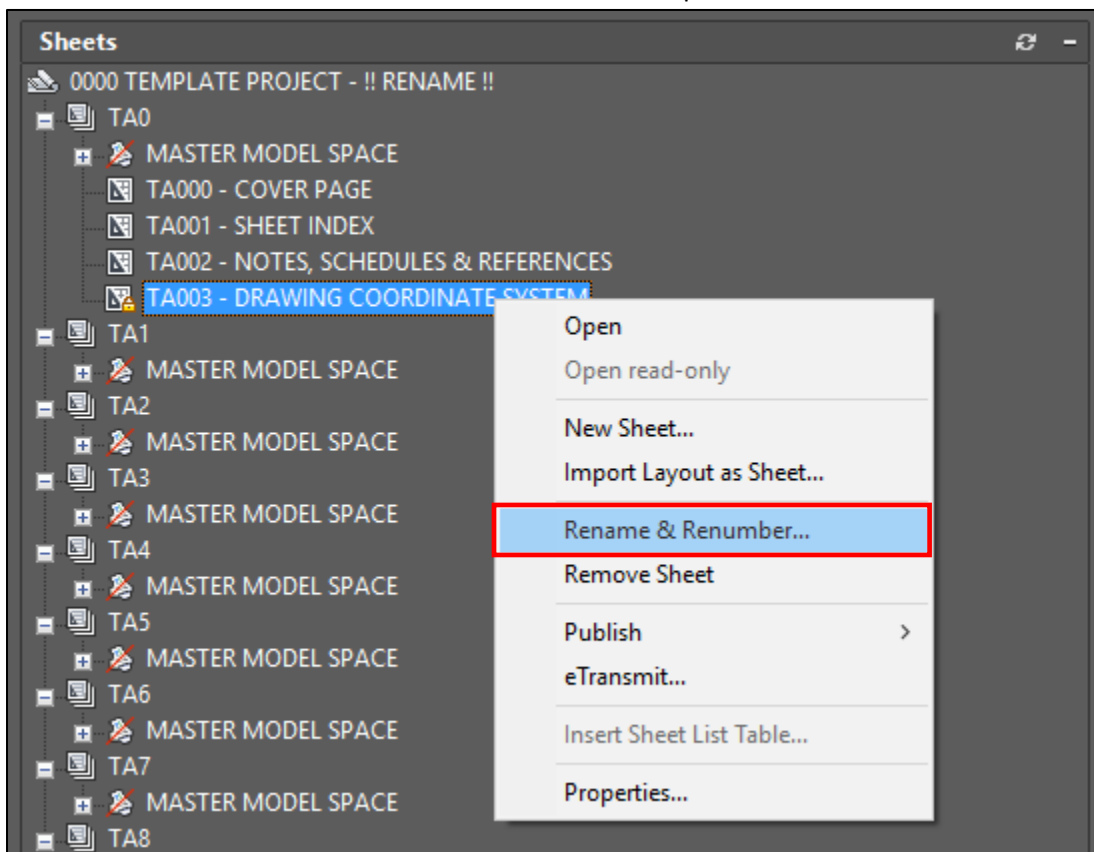 Sheets
0000 TEMPLATE PROJECT - !! RENAME !!
TA0
MASTER MODEL SPACE
TA000 - COVER PAGE
TA001 - SHEET INDEX
TA002 - NOTES, SCHEDULES & REFERENCES
TA003 - DRAWING COORDINATE SYSTEM
TA1
MASTER MODEL SPACE
TA2
MASTER MODEL SPACE
TA3
MASTER MODEL SPACE
TA4
MASTER MODEL SPACE
TA5
MASTER MODEL SPACE
TA6
MASTER MODEL SPACE
TA7
MASTER MODEL SPACE
TA8
Open
Open read-only
New Sheet...
Import Layout as Sheet...
Rename & Renumber...
Remove Sheet
Publish
eTransmit...
Insert Sheet List Table...
Properties...